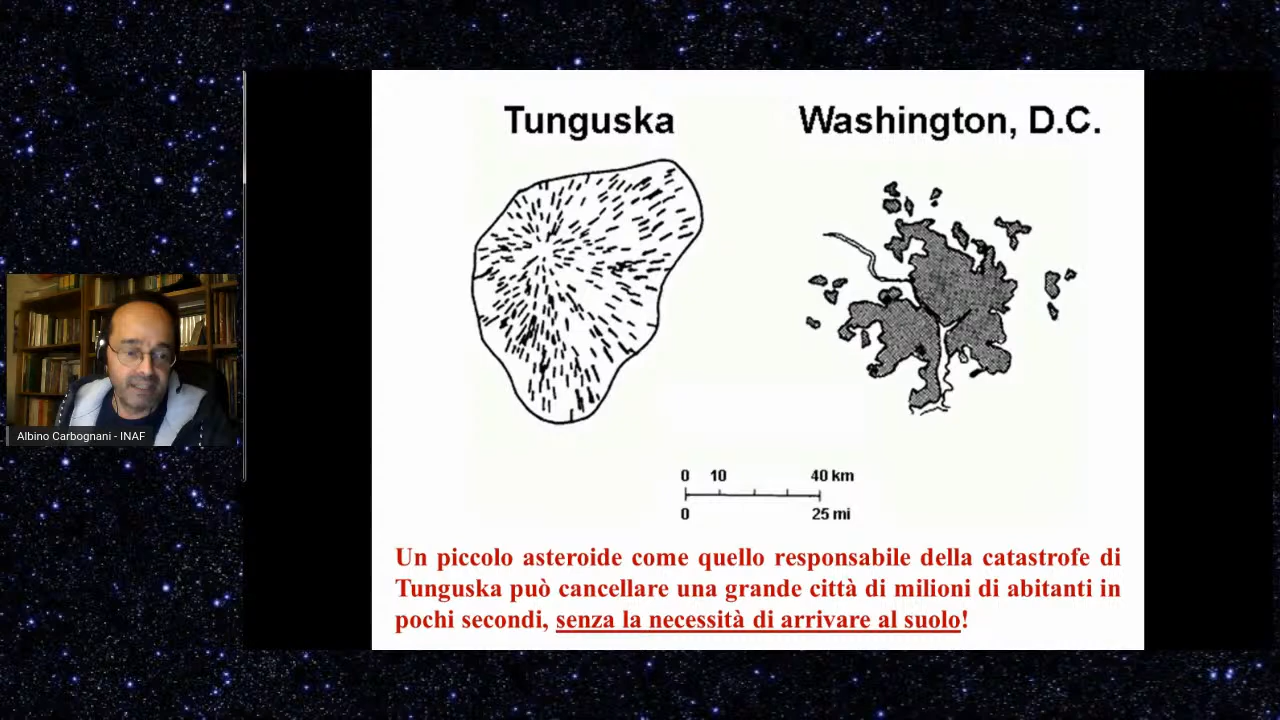 Tunguska
Washington, D.C.
Albino Carbognani - INAF
0 10 40 km
0 25 mi
Un piccolo asteroide come quello responsabile della catastrofe di
Tunguska può cancellare una grande città di milioni di abitanti in
pochi secondi, senza la necessità di arrivare al suolo!